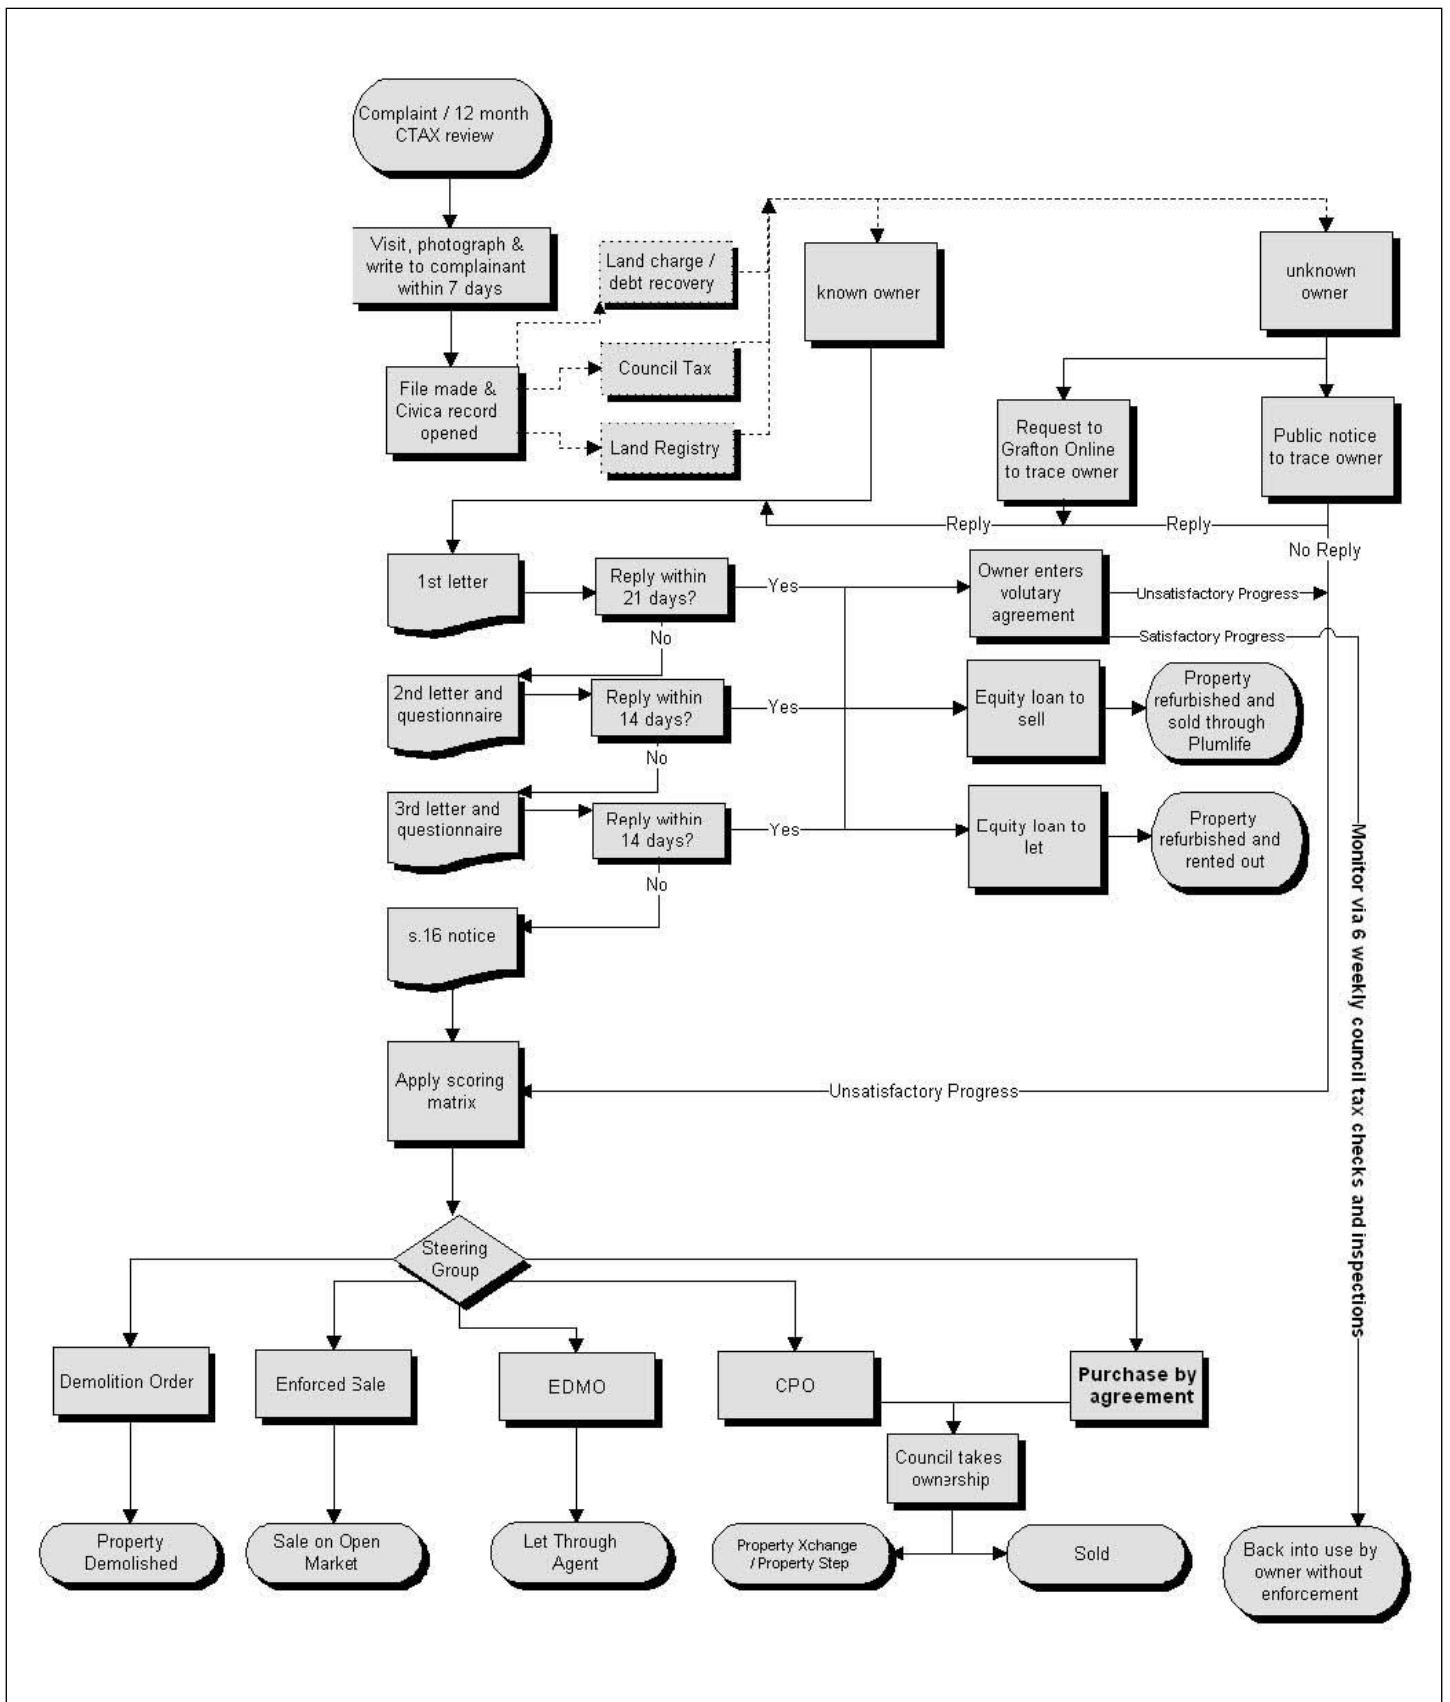 Complaint / 12 month
CTAX review
Visit, photograph &
write to complainant
within 7 days
Land charge /
debt recovery
known owner
unknown
owner
File made &
Civica record
opened
Council Tax
Land Registry
Request to
Grafton Online
to trace owner
Public notice
to trace owner
Reply
Reply
No Reply
1st letter
Reply within
21 days?
Yes
Owner enters
volutary
agreement
Unsatisfactory Progress
Satisfactory Progress
No
2nd letter and
questionnaire
Reply within
14 days?
Yes
Equity loan to
sell
Property
refurbished and
sold through
Plumlife
No
3rd letter and
questionnaire
Reply within
14 days?
Yes
Equity loan to
let
Property
refurbished and
rented out
No
s.16 notice
Monitor via 6 weekly council tax checks and inspections
Apply scoring
matrix
Unsatisfactory Progress
Steering
Group
Demolition Order
Enforced Sale
EDMO
CPO
Purchase by
agreement
Council takes
ownership
Property
Demolished
Sale on Open
Market
Let Through
Agent
Property Xchange
/ Property Step
Sold
Back into use by
owner without
enforcement